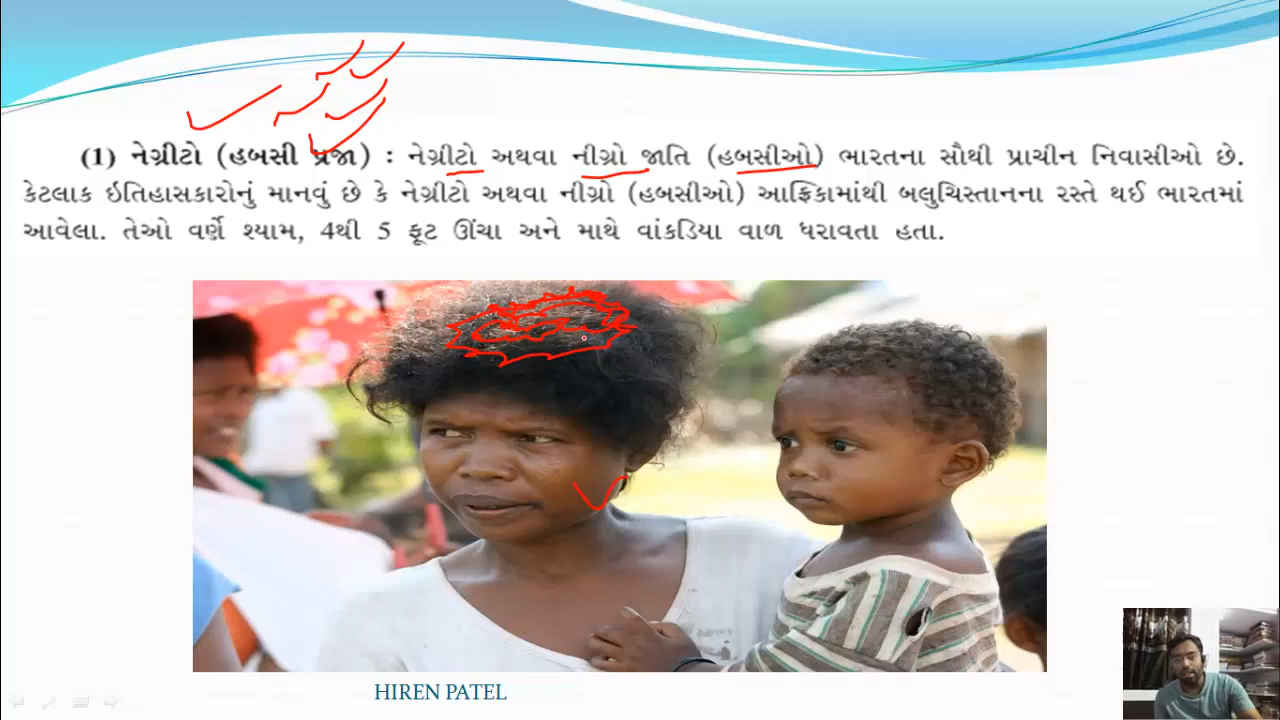 (1) નેગ્રીટો (હબસી પ્રજા) : નેગ્રીટો અથવા નીગ્રો જાતિ (હબસીઓ) ભારતના સૌથી પ્રાચીન નિવાસીઓ છે.
કેટલાક ઇતિહાસકારોનું માનવું છે કે નેગ્રીટો અથવા નીગ્રો (હબસીઓ) આફ્રિકામાંથી બલુચિસ્તાનના રસ્તે થઈ ભારતમાં
આવેલા. તેઓ વર્ણે શ્યામ, 4થી 5 ફૂટ ઊંચા અને માથે વાંકડિયા વાળ ધરાવતા હતા.
HIREN PATEL